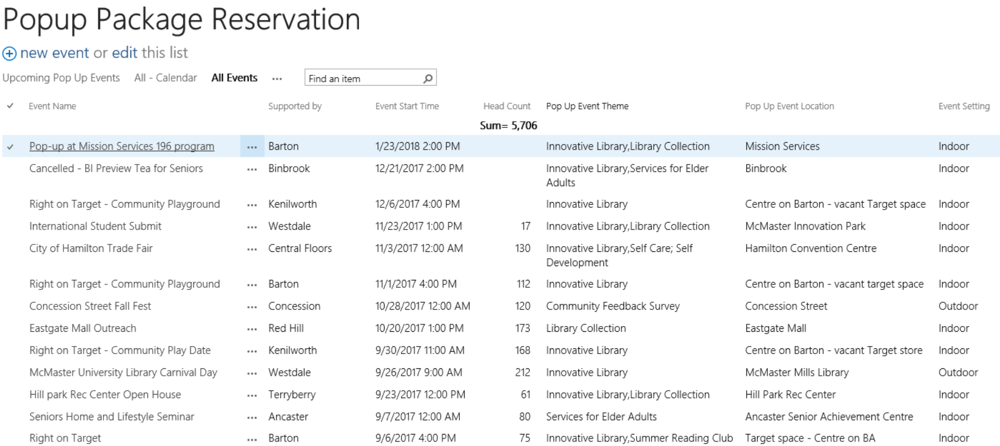 Popup Package Reservation
new event or edit this list
Upcoming Pop Up Events All - Calendar All Events ... Find an item
Event Name Supported by Event Start Time Head Count Pop Up Event Theme Pop Up Event Location Event Setting
Sum= 5,706
Pop-up at Mission Services 196 program ... Barton 1/23/2018 2:00 PM Innovative Library,Library Collection Mission Services Indoor
Cancelled - BI Preview Tea for Seniors ... Binbrook 12/21/2017 2:00 PM Innovative Library,Services for Elder Binbrook Indoor
Adults
Right on Target - Community Playground ... Kenilworth 12/6/2017 4:00 PM Innovative Library Centre on Barton - vacant Target space Indoor
International Student Submit ... Westdale 11/23/2017 1:00 PM 17 Innovative Library,Library Collection McMaster Innovation Park Indoor
City of Hamilton Trade Fair ... Central Floors 11/3/2017 12:00 AM 130 Innovative Library,Self Care; Self Hamilton Convention Centre Indoor
Development
Right on Target - Community Playground ... Barton 11/1/2017 4:00 PM 112 Innovative Library Centre on Barton - vacant target space Indoor
Concession Street Fall Fest ... Concession 10/28/2017 12:00 AM 120 Community Feedback Survey Concession Street Outdoor
Eastgate Mall Outreach ... Red Hill 10/20/2017 1:00 PM 173 Library Collection Eastgate Mall Indoor
Right on Target - Community Play Date ... Kenilworth 9/30/2017 11:00 AM 168 Innovative Library Centre on Barton - vacant Target store Indoor
McMaster University Library Carnival Day ... Westdale 9/26/2017 9:00 AM 212 Innovative Library McMaster Mills Library Outdoor
Hill park Rec Center Open House ... Terryberry 9/23/2017 12:00 PM 61 Innovative Library,Library Collection Hill Park Rec Center Indoor
Seniors Home and Lifestyle Seminar ... Ancaster 9/7/2017 12:00 AM 80 Services for Elder Adults Ancaster Senior Achievement Centre Indoor
Right on Target ... Barton 9/6/2017 4:00 PM 75 Innovative Library,Summer Reading Club Target space - Centre on BA Indoor